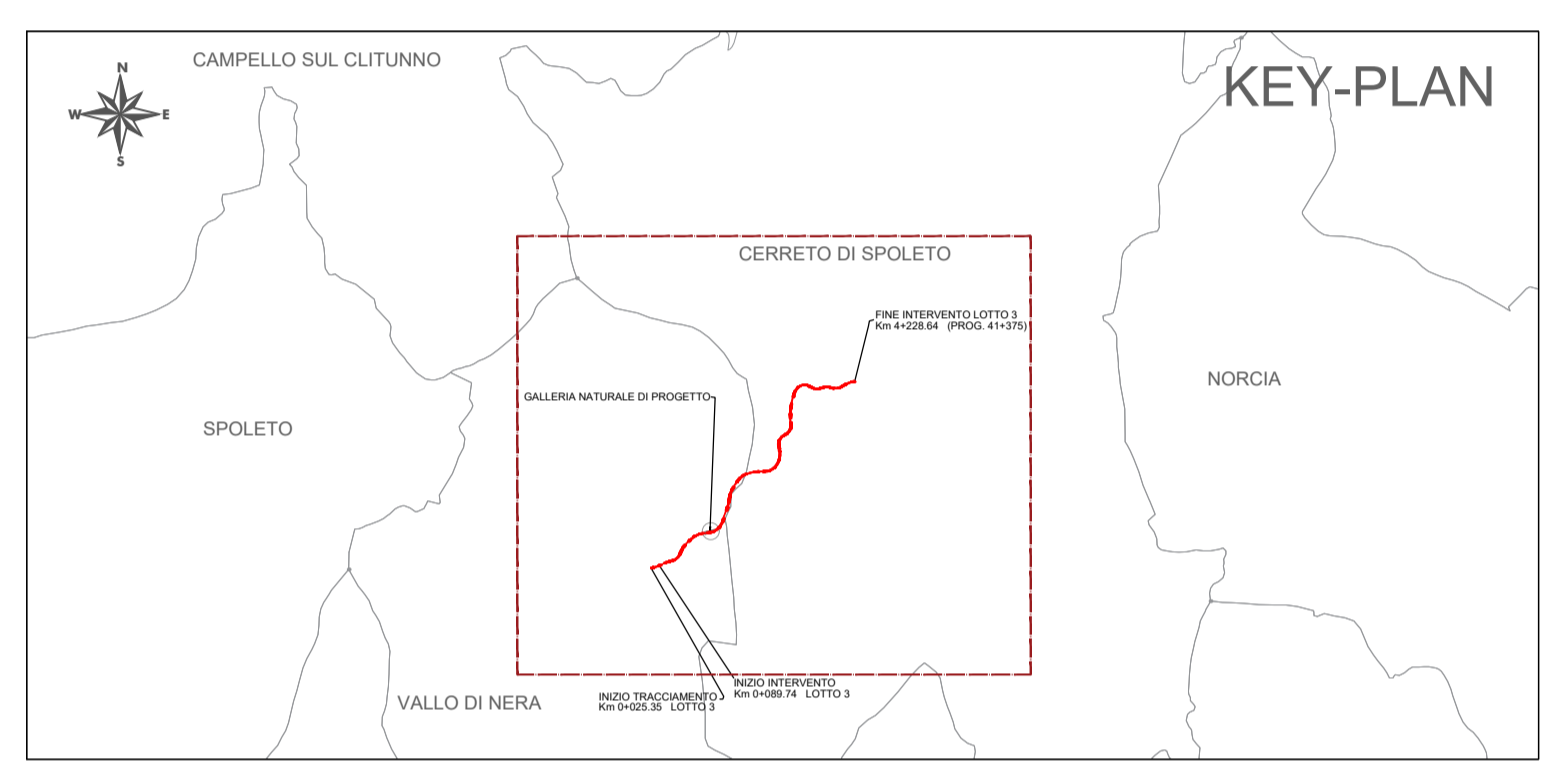 CAMPELLO SUL CLITUNNO
KEY-PLAN
N
W E
S
CERRETO DI SPOLETO
FINE INTERVENTO LOTTO 3
Km 4+228.64 (PROG. 41+375)
NORCIA
GALLERIA NATURALE DI PROGETTO
SPOLETO
INIZIO INTERVENTO
Km 0+089.74 LOTTO 3
INIZIO TRACCIAMENTO
Km 0+025.35 LOTTO 3
VALLO DI NERA